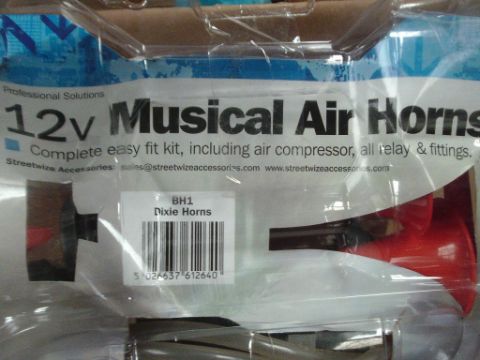 Professional Solutions
12v Musical Air Horns
Complete easy fit kit, including air compressor, all relay & fittings.
Streetwize Accessories: sales@streetwizeaccessories.com www.streetwizeaccessories.com
BH1
Dixie Horns
5 026637 612640